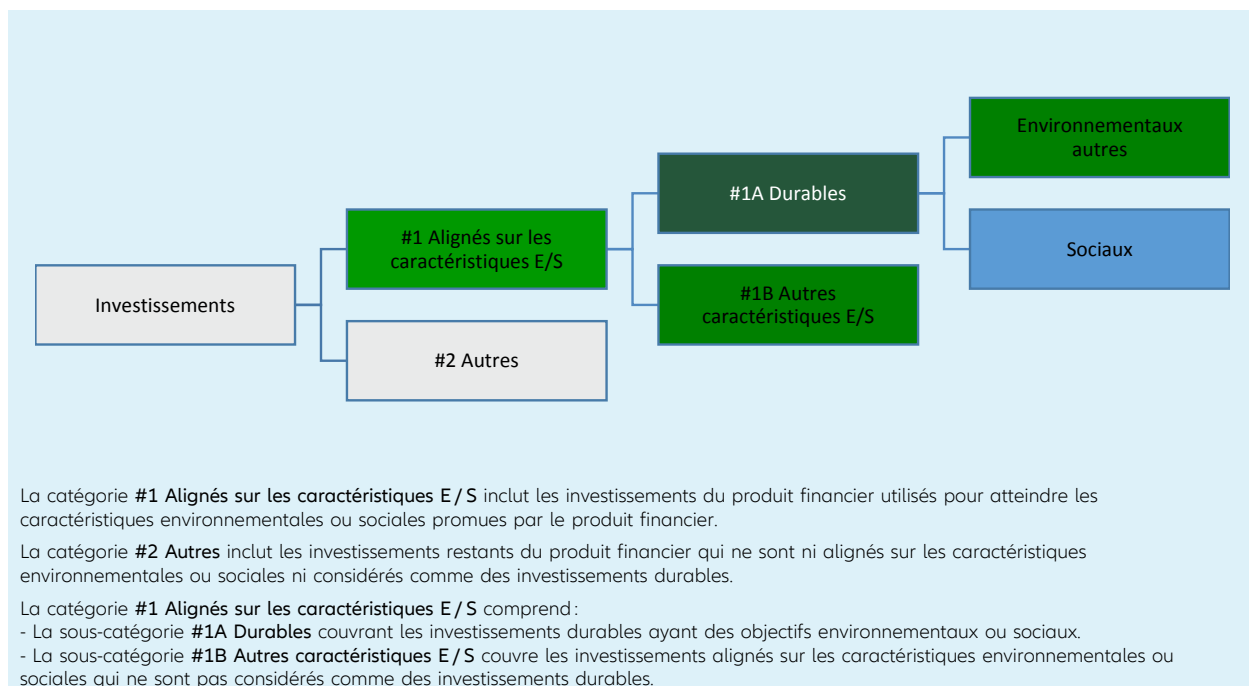 Environnementaux
autres
#1A Durables
#1 Alignés sur les
caractéristiques E/S
Sociaux
Investissements
#1B Autres
caractéristiques E/S
#2 Autres
La catégorie #1 Alignés sur les caractéristiques E/S inclut les investissements du produit financier utilisés pour atteindre les
caractéristiques environnementales ou sociales promues par le produit financier.
La catégorie #2 Autres inclut les investissements restants du produit financier qui ne sont ni alignés sur les caractéristiques
environnementales ou sociales ni considérés comme des investissements durables.
La catégorie #1 Alignés sur les caractéristiques E/S comprend:
- La sous-catégorie #1A Durables couvrant les investissements durables ayant des objectifs environnementaux ou sociaux.
- La sous-catégorie #1B Autres caractéristiques E/S couvre les investissements alignés sur les caractéristiques environnementales ou
sociales qui ne sont pas considérés comme des investissements durables.